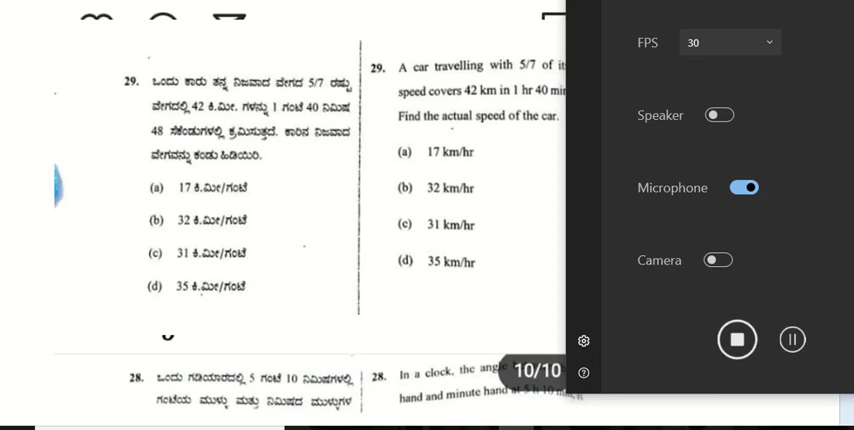 29. ಒಂದು ಕಾರು ತನ್ನ ನಿಜವಾದ ವೇಗದ 5/7 ರಷ್ಟು
ವೇಗದಲ್ಲಿ 42 ಕಿ.ಮೀ. ಗಳನ್ನು 1 ಗಂಟೆ 40 ನಿಮಿಷ
48 ಸೆಕೆಂಡುಗಳಲ್ಲಿ ಕ್ರಮಿಸುತ್ತದೆ. ಕಾರಿನ ನಿಜವಾದ
ವೇಗವನ್ನು ಕಂಡು ಹಿಡಿಯಿರಿ.
(a) 17 ಕಿ.ಮೀ/ಗಂಟೆ
(b) 32 ಕಿ.ಮೀ/ಗಂಟೆ
(c) 31 ಕಿ.ಮೀ/ಗಂಟೆ
(d) 35 ಕಿ.ಮೀ/ಗಂಟೆ
29. A car travelling with 5/7 of
speed covers 42 km in 1 hr 40
Find the actual speed of the car.
(a) 17 km/hr
(b) 32 km/hr
(c) 31 km/hr
(d) 35 km/hr
28. ಒಂದು ಗಡಿಯಾರದಲ್ಲಿ 5 ಗಂಟೆ 10 ನಿಮಿಷಗಳಲ್ಲಿ
ಗಂಟೆಯ ಮುಳ್ಳು ಮತ್ತು ನಿಮಿಷದ ಮುಳ್ಳುಗಳ
28. In a clock, the
hand and minute hand at 5 h 10
10/10
FPS 30
Speaker
Microphone
Camera